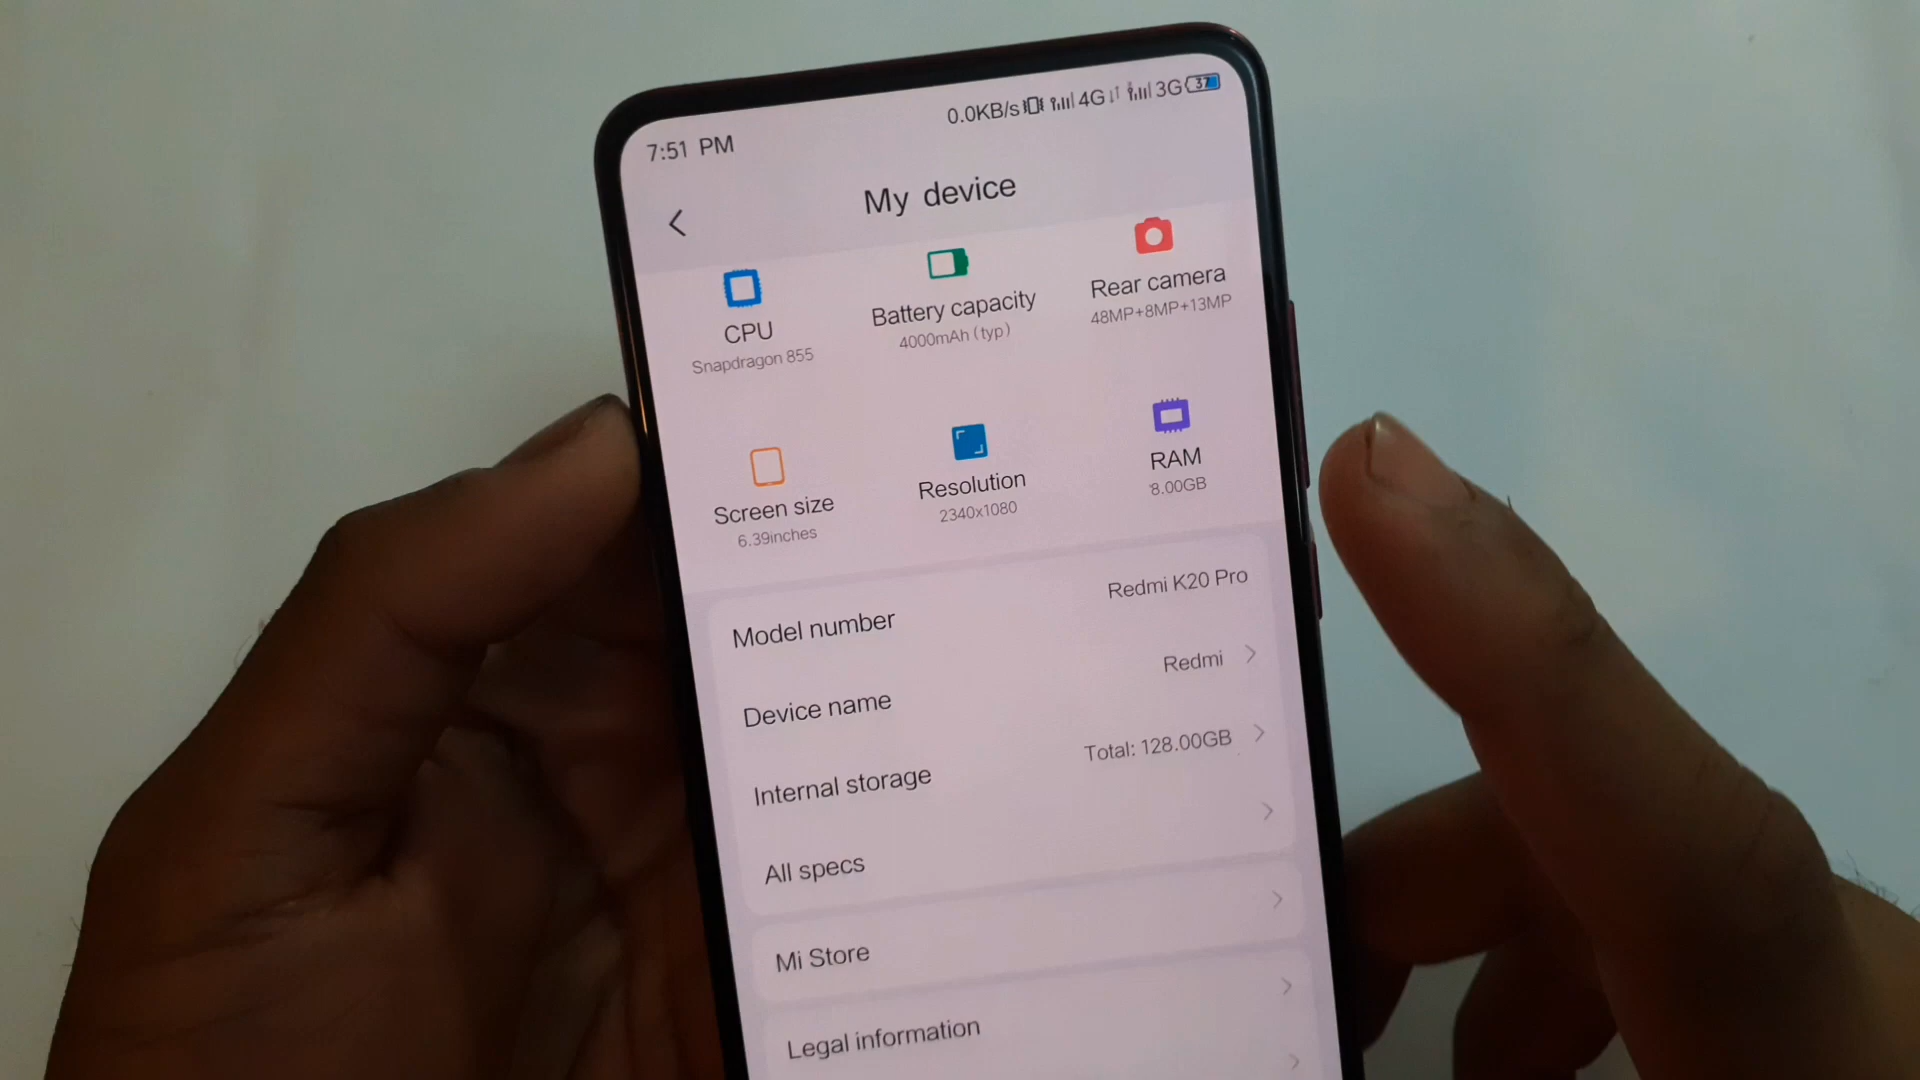 7:51 PM
0.0KB/s 4G 3G 37
My device
CPU
Snapdragon 855
Battery capacity
4000mAh (typ)
Rear camera
48MP+8MP+13MP
Screen size
6.39inches
Resolution
2340x1080
RAM
8.00GB
Model number Redmi K20 Pro
Device name Redmi
Internal storage Total: 128.00GB
All specs
Mi Store
Legal information